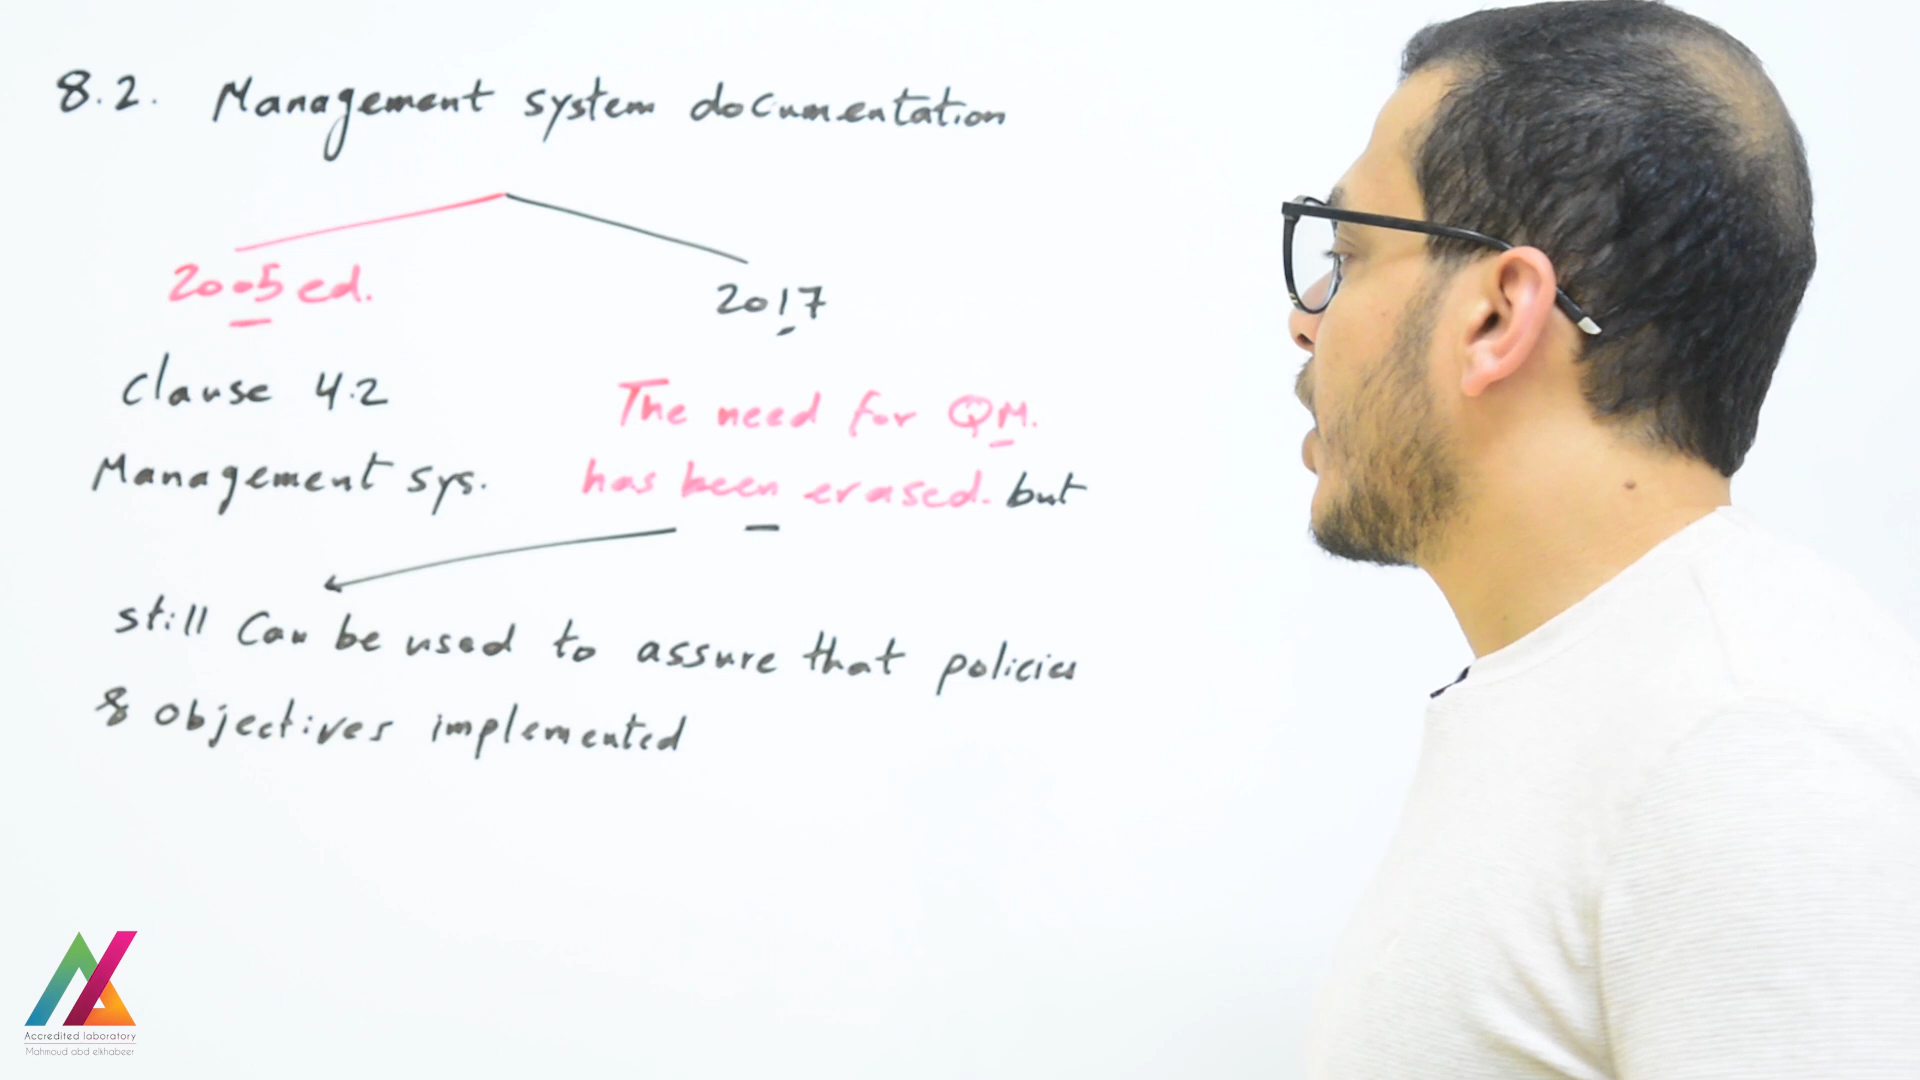 8.2. Management system documentation
2005 ed.
2017
Clause 4.2
Management sys.
The need for QM.
has been erased. but
still can be used to assure that policies
& objectives implemented
Accredited laboratory
Mahmoud abd elkhabeer